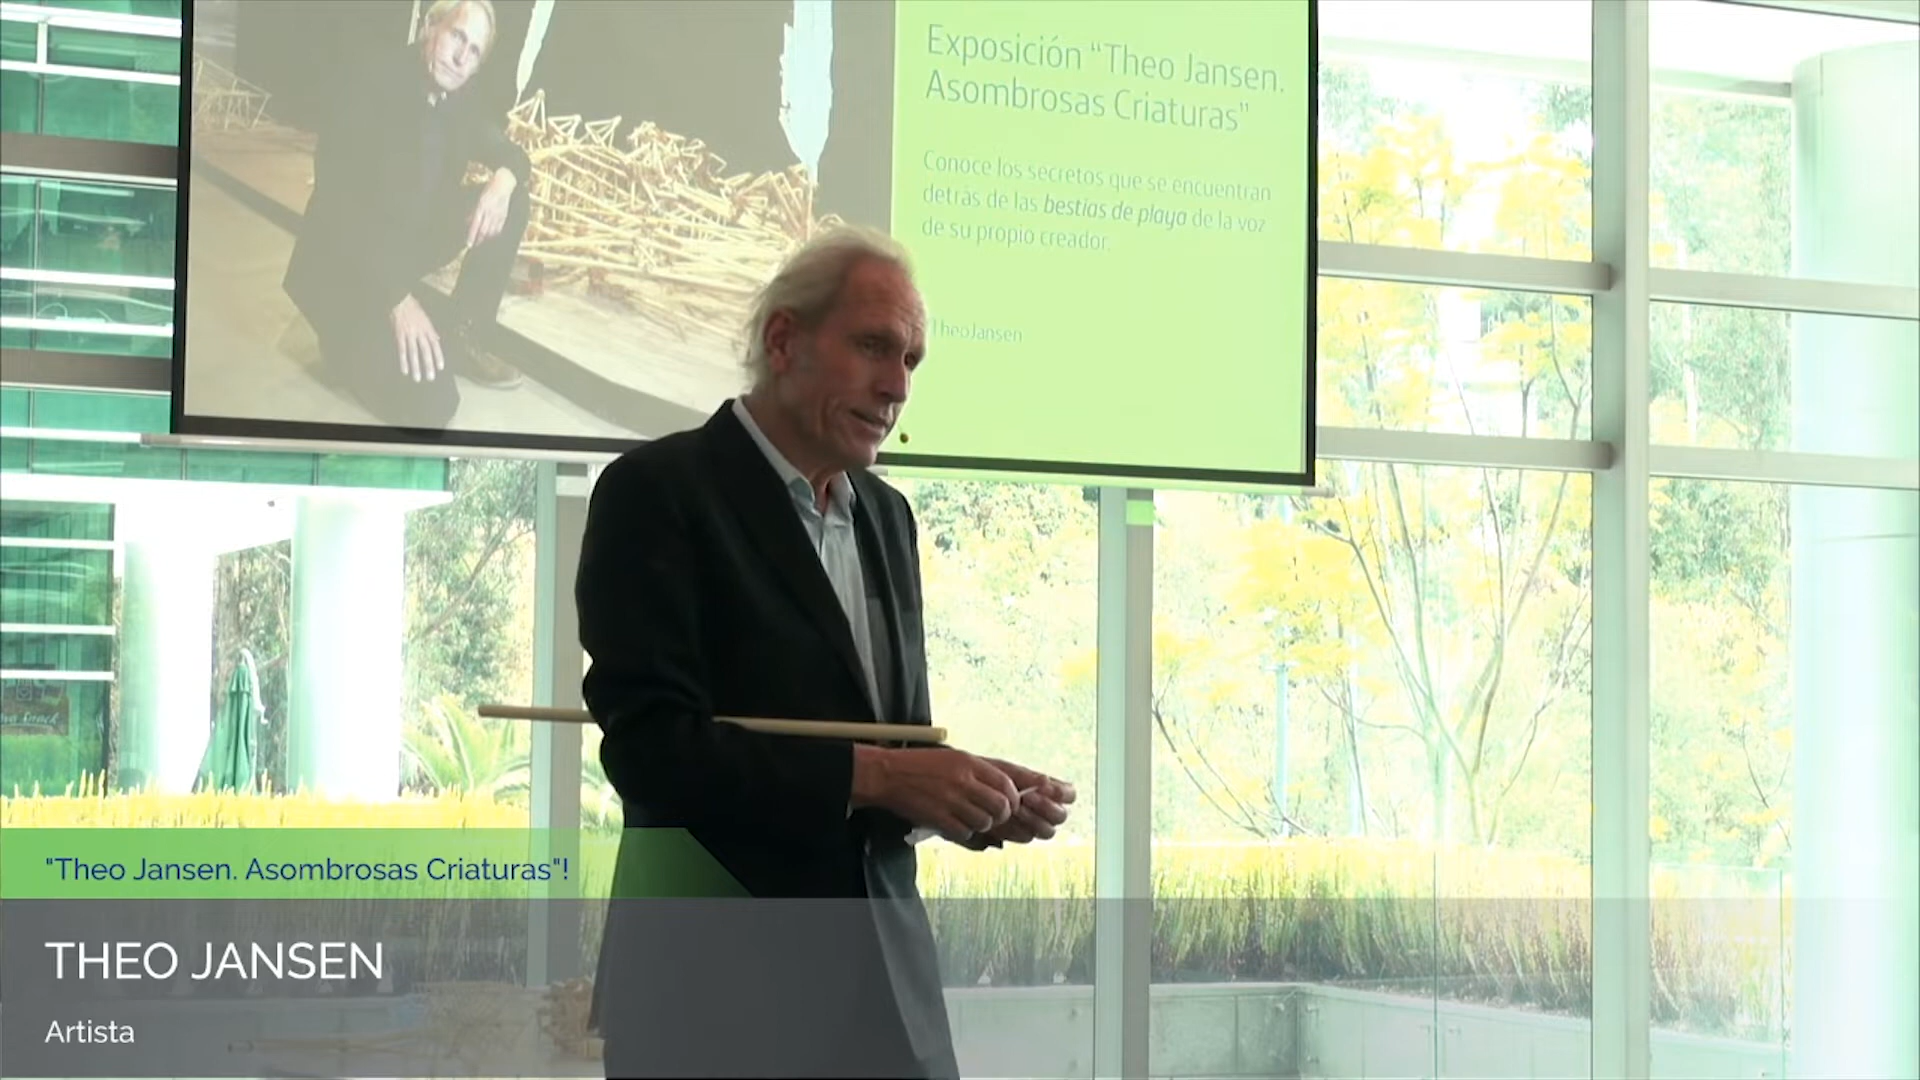 Exposición “Theo Jansen.
Asombrosas Criaturas”
Conoce los secretos que se encuentran
detrás de las bestias de playa de la voz
de su propio creador.
TheoJansen
"Theo Jansen. Asombrosas Criaturas"!
THEO JANSEN
Artista